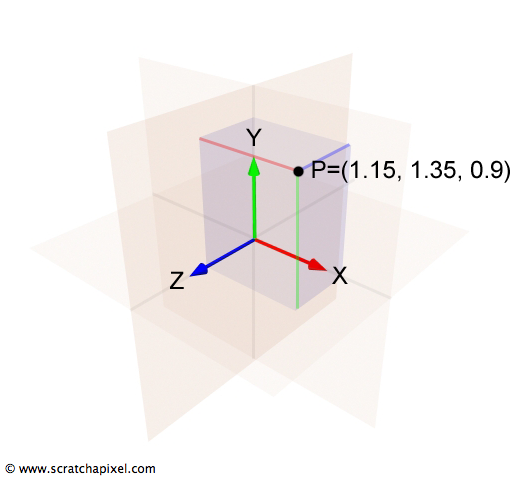 Y
P=(1.15, 1.35, 0.9)
Z
X
© www.scratchapixel.com